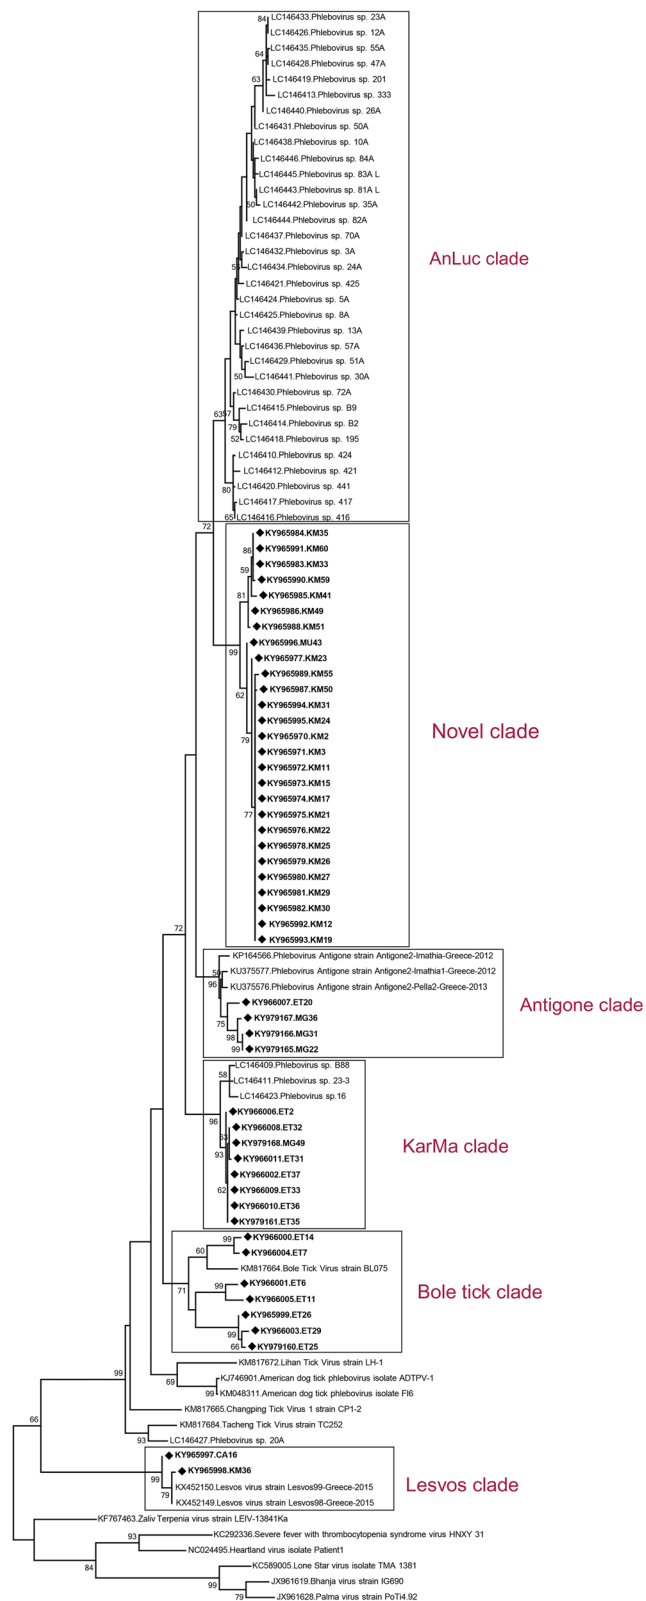 84
LC146433.Phlebovirus sp. 23A
LC146426.Phlebovirus sp. 12A
LC146435.Phlebovirus sp. 55A
64
LC146428.Phlebovirus sp. 47A
63
LC146419.Phlebovirus sp. 201
LC146413.Phlebovirus sp. 333
LC146440.Phlebovirus sp. 26A
LC146431.Phlebovirus sp. 50A
LC146438.Phlebovirus sp. 10A
LC146446.Phlebovirus sp. 84A
LC146445.Phlebovirus sp. 83A L
LC146443.Phlebovirus sp. 81A L
50
LC146442.Phlebovirus sp. 35A
LC146444.Phlebovirus sp. 82A
LC146437.Phlebovirus sp. 70A
LC146432.Phlebovirus sp. 3A
AnLuc clade
LC146434.Phlebovirus sp. 24A
LC146421.Phlebovirus sp. 425
LC146424.Phlebovirus sp. 5A
LC146425.Phlebovirus sp. 8A
LC146439.Phlebovirus sp. 13A
LC146436.Phlebovirus sp. 57A
LC146429.Phlebovirus sp. 51A
50
LC146441.Phlebovirus sp. 30A
LC146430.Phlebovirus sp. 72A
LC146415.Phlebovirus sp. B9
63
57
LC146414.Phlebovirus sp. B2
79
52
LC146418.Phlebovirus sp. 195
LC146410.Phlebovirus sp. 424
LC146412.Phlebovirus sp. 421
80
LC146420.Phlebovirus sp. 441
LC146417.Phlebovirus sp. 417
65
LC146416.Phlebovirus sp. 416
72
KY965984.KM35
86
KY965991.KM60
59
KY965983.KM33
KY965990.KM59
81
KY965985.KM41
KY965986.KM49
KY965988.KM51
99
KY965996.MU43
KY965977.KM23
KY965989.KM55
62
KY965987.KM50
KY965994.KM31
KY965995.KM24
Novel clade
79
KY965970.KM2
KY965971.KM3
KY965972.KM11
KY965973.KM15
KY965974.KM17
77
KY965975.KM21
KY965976.KM22
KY965978.KM25
KY965979.KM26
KY965980.KM27
KY965981.KM29
KY965982.KM30
KY965992.KM12
72
KY965993.KM19
KP164566.Phlebovirus Antigone strain Antigone2-Imathia-Greece-2012
KU375577.Phlebovirus Antigone strain Antigone2-Imathia1-Greece-2012
96
KU375576.Phlebovirus Antigone strain Antigone2-Pella2-Greece-2013
KY966007.ET20
Antigone clade
75
KY979167.MG36
98
KY979166.MG31
99
KY979165.MG22
LC146409.Phlebovirus sp. B88
58
LC146411.Phlebovirus sp. 23-3
LC146423.Phlebovirus sp.16
96
KY966006.ET2
KY966008.ET32
KY979168.MG49
KarMa clade
93
KY966011.ET31
KY966002.ET37
62
KY966009.ET33
KY966010.ET36
KY979161.ET35
99
KY966000.ET14
60
KY966004.ET7
KM817664.Bole Tick Virus strain BL075
71
99
KY966001.ET6
Bole tick clade
KY966005.ET11
KY965999.ET26
99
KY966003.ET29
66
KY979160.ET25
KM817672.Lihan Tick Virus strain LH-1
99
69
KJ746901.American dog tick phlebovirus isolate ADTPV-1
99
KM048311.American dog tick phlebovirus isolate FI6
KM817665.Changping Tick Virus 1 strain CP1-2
66
KM817684.Tacheng Tick Virus strain TC252
93
LC146427.Phlebovirus sp. 20A
KY965997.CA16
KY965998.KM36
99
Lesvos clade
KX452150.Lesvos virus strain Lesvos99-Greece-2015
79
KX452149.Lesvos virus strain Lesvos98-Greece-2015
KF767463.Zaliv Terpenia virus strain LEIV-13841Ka
93
KC292336.Severe fever with thrombocytopenia syndrome virus HNXY 31
NC024495.Heartland virus isolate Patient1
84
KC589005.Lone Star virus isolate TMA 1381
99
JX961619.Bhanja virus strain IG690
79
JX961628.Palma virus strain PoTi4.92